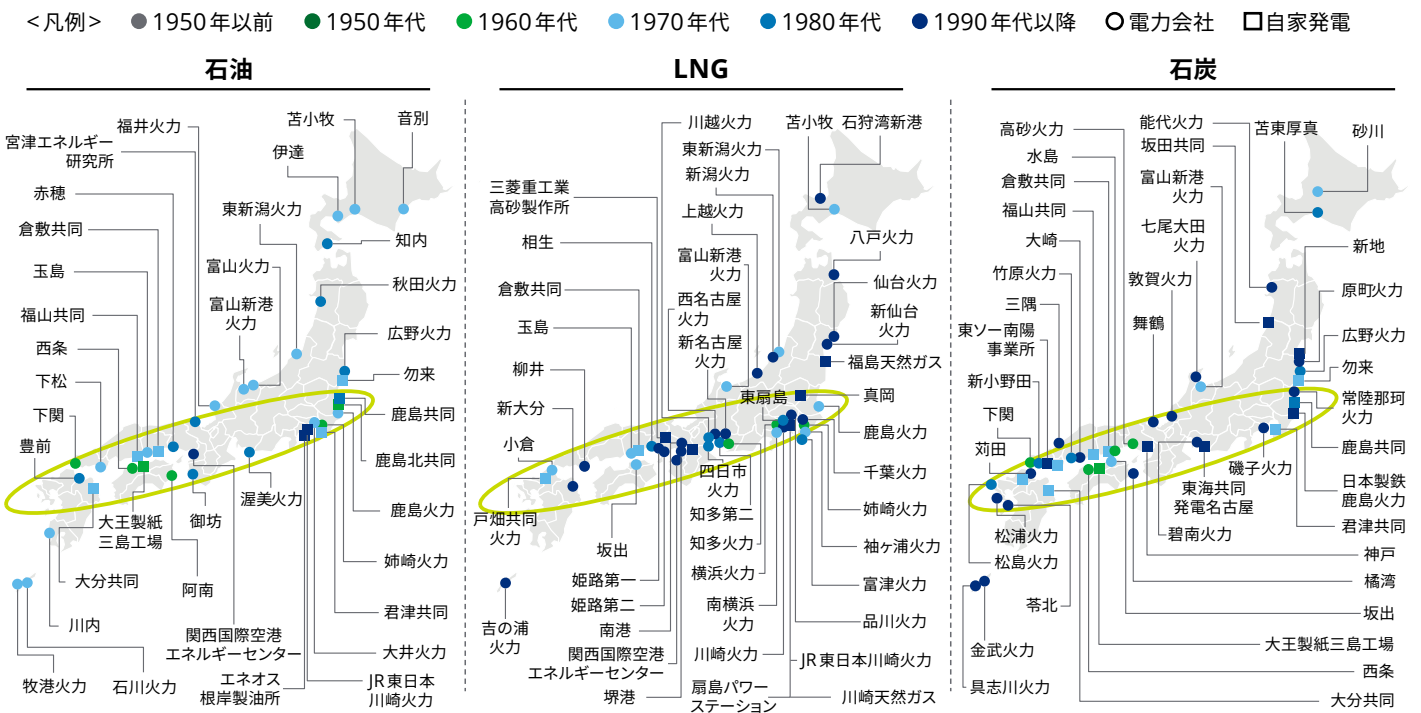 <凡例>
1950年以前
1950年代
1960年代
1970年代
1980年代
1990年代以降
電力会社
自家発電
石油
福井火力
苫小牧
音別
宮津エネルギー
研究所
伊達
赤穂
東新潟火力
倉敷共同
知内
玉島
富山火力
秋田火力
富山新港
火力
福山共同
広野火力
西条
勿来
下松
下関
鹿島共同
豊前
鹿島北共同
渥美火力
大王製紙
三島工場
御坊
鹿島火力
姉崎火力
大分共同
阿南
君津共同
川内
関西国際空港
エネルギーセンター
大井火力
エネオス
根岸製油所
JR東日本
川崎火力
牧港火力
石川火力
LNG
川越火力
苫小牧
石狩湾新港
東新潟火力
新潟火力
三菱重工業
高砂製作所
上越火力
相生
八戸火力
富山新港
火力
仙台火力
倉敷共同
西名古屋
火力
新仙台
火力
玉島
新名古屋
火力
福島天然ガス
柳井
東扇島
真岡
新大分
鹿島火力
小倉
千葉火力
四日市
火力
姉崎火力
戸畑共同
火力
知多第二
坂出
知多火力
袖ヶ浦火力
姫路第一
横浜火力
富津火力
姫路第二
南横浜
火力
品川火力
吉の浦
火力
南港
関西国際空港
エネルギーセンター
川崎火力
JR東日本川崎火力
堺港
扇島パワー
ステーション
川崎天然ガス
石炭
高砂火力
能代火力
苫東厚真
砂川
水島
坂田共同
倉敷共同
富山新港
火力
福山共同
七尾大田
火力
大崎
新地
竹原火力
敦賀火力
原町火力
三隅
舞鶴
広野火力
東ソー南陽
事業所
勿来
新小野田
常陸那珂
火力
下関
鹿島共同
苅田
磯子火力
日本製鉄
鹿島火力
東海共同
発電名古屋
君津共同
松浦火力
碧南火力
神戸
松島火力
橘湾
苓北
坂出
金武火力
大王製紙三島工場
西条
具志川火力
大分共同